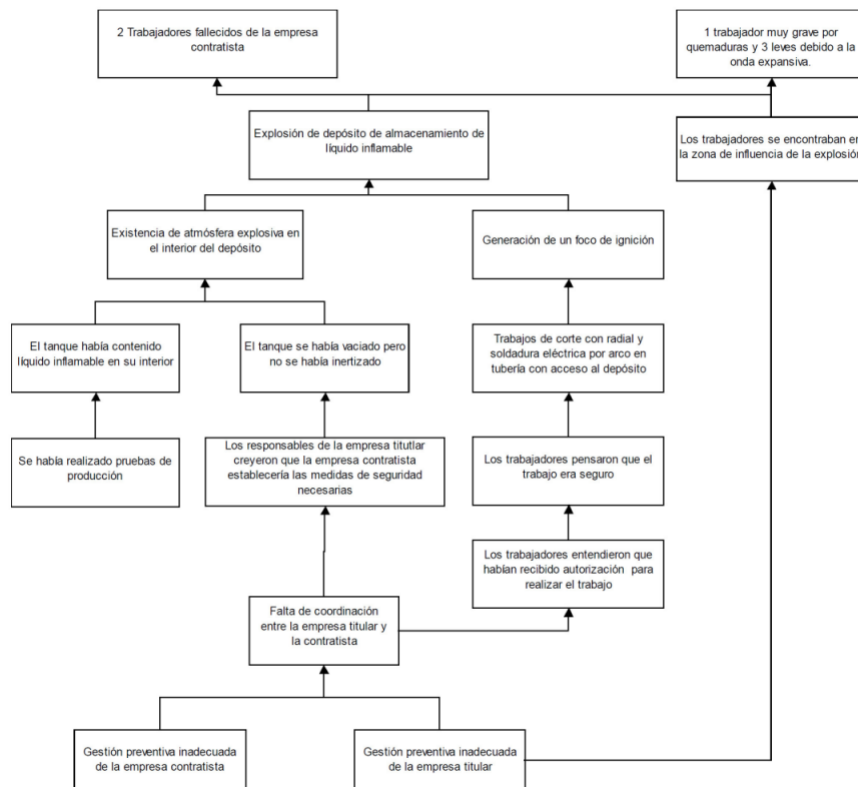 2 Trabajadores fallecidos de la empresa
contratista
1 trabajador muy grave por
quemaduras y 3 leves debido a la
onda expansiva.
Explosión de depósito de almacenamiento de
líquido inflamable
Los trabajadores se encontraban en
la zona de influencia de la explosión
Existencia de atmósfera explosiva en
el interior del depósito
Generación de un foco de ignición
El tanque había contenido
líquido inflamable en su interior
El tanque se había vaciado pero
no se había inertizado
Trabajos de corte con radial y
soldadura eléctrica por arco en
tubería con acceso al depósito
Se había realizado pruebas de
producción
Los responsables de la empresa titutlar
creyeron que la empresa contratista
establecería las medidas de seguridad
necesarias
Los trabajadores pensaron que el
trabajo era seguro
Los trabajadores entendieron que
habían recibido autorización para
realizar el trabajo
Falta de coordinación
entre la empresa titular y
la contratista
Gestión preventiva inadecuada
de la empresa contratista
Gestión preventiva inadecuada
de la empresa titular